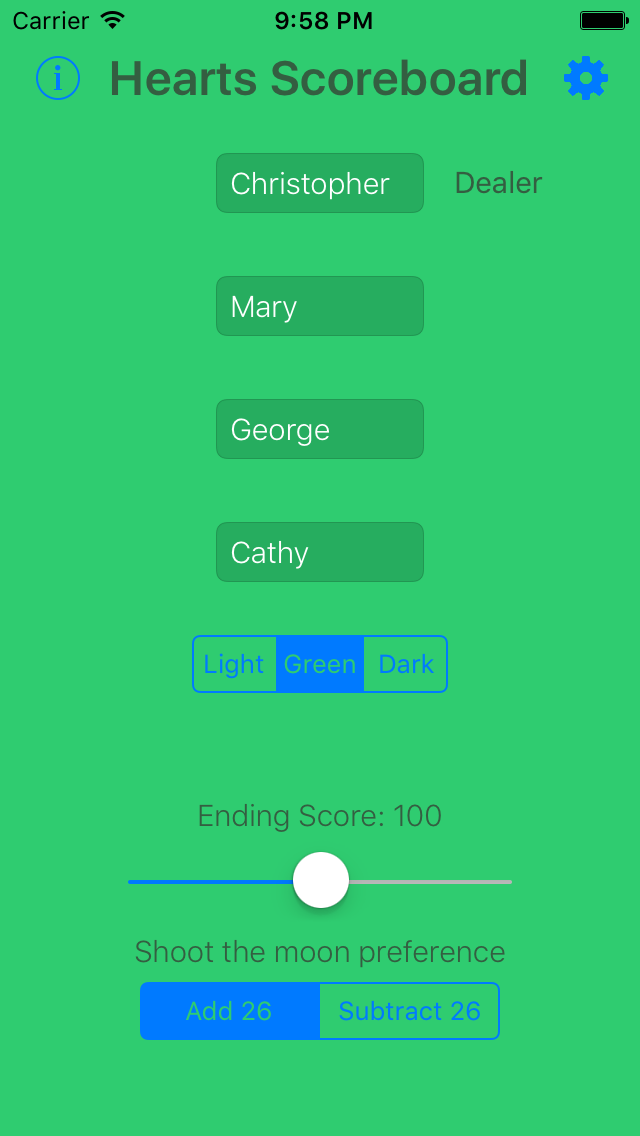 Carrier 9:58 PM
i Hearts Scoreboard
Christopher Dealer
Mary
George
Cathy
Light Green Dark
Ending Score: 100
Shoot the moon preference
Add 26 Subtract 26